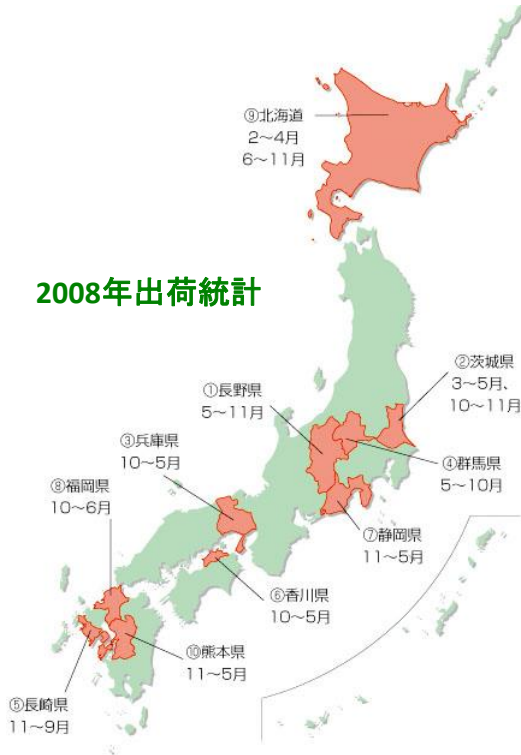 ⑨北海道
2～4月
6～11月
2008年出荷統計
②茨城県
3～5月、
10～11月
①長野県
5～11月
③兵庫県
10～5月
④群馬県
5～10月
⑧福岡県
10～6月
⑦静岡県
11～5月
⑥香川県
10～5月
⑩熊本県
11～5月
⑤長崎県
11～9月